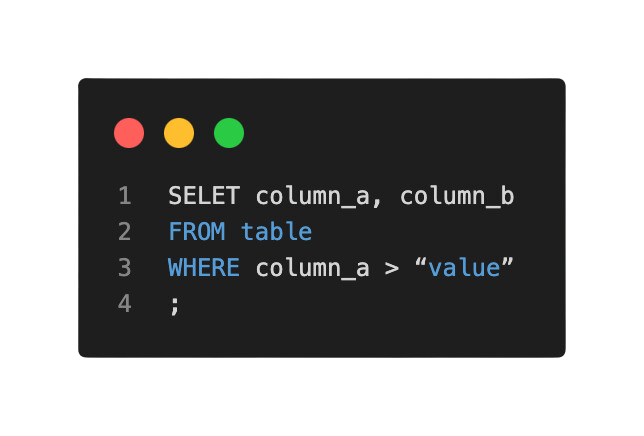 1 SELET column_a, column_b
2 FROM table
3 WHERE column_a > “value”
4 ;